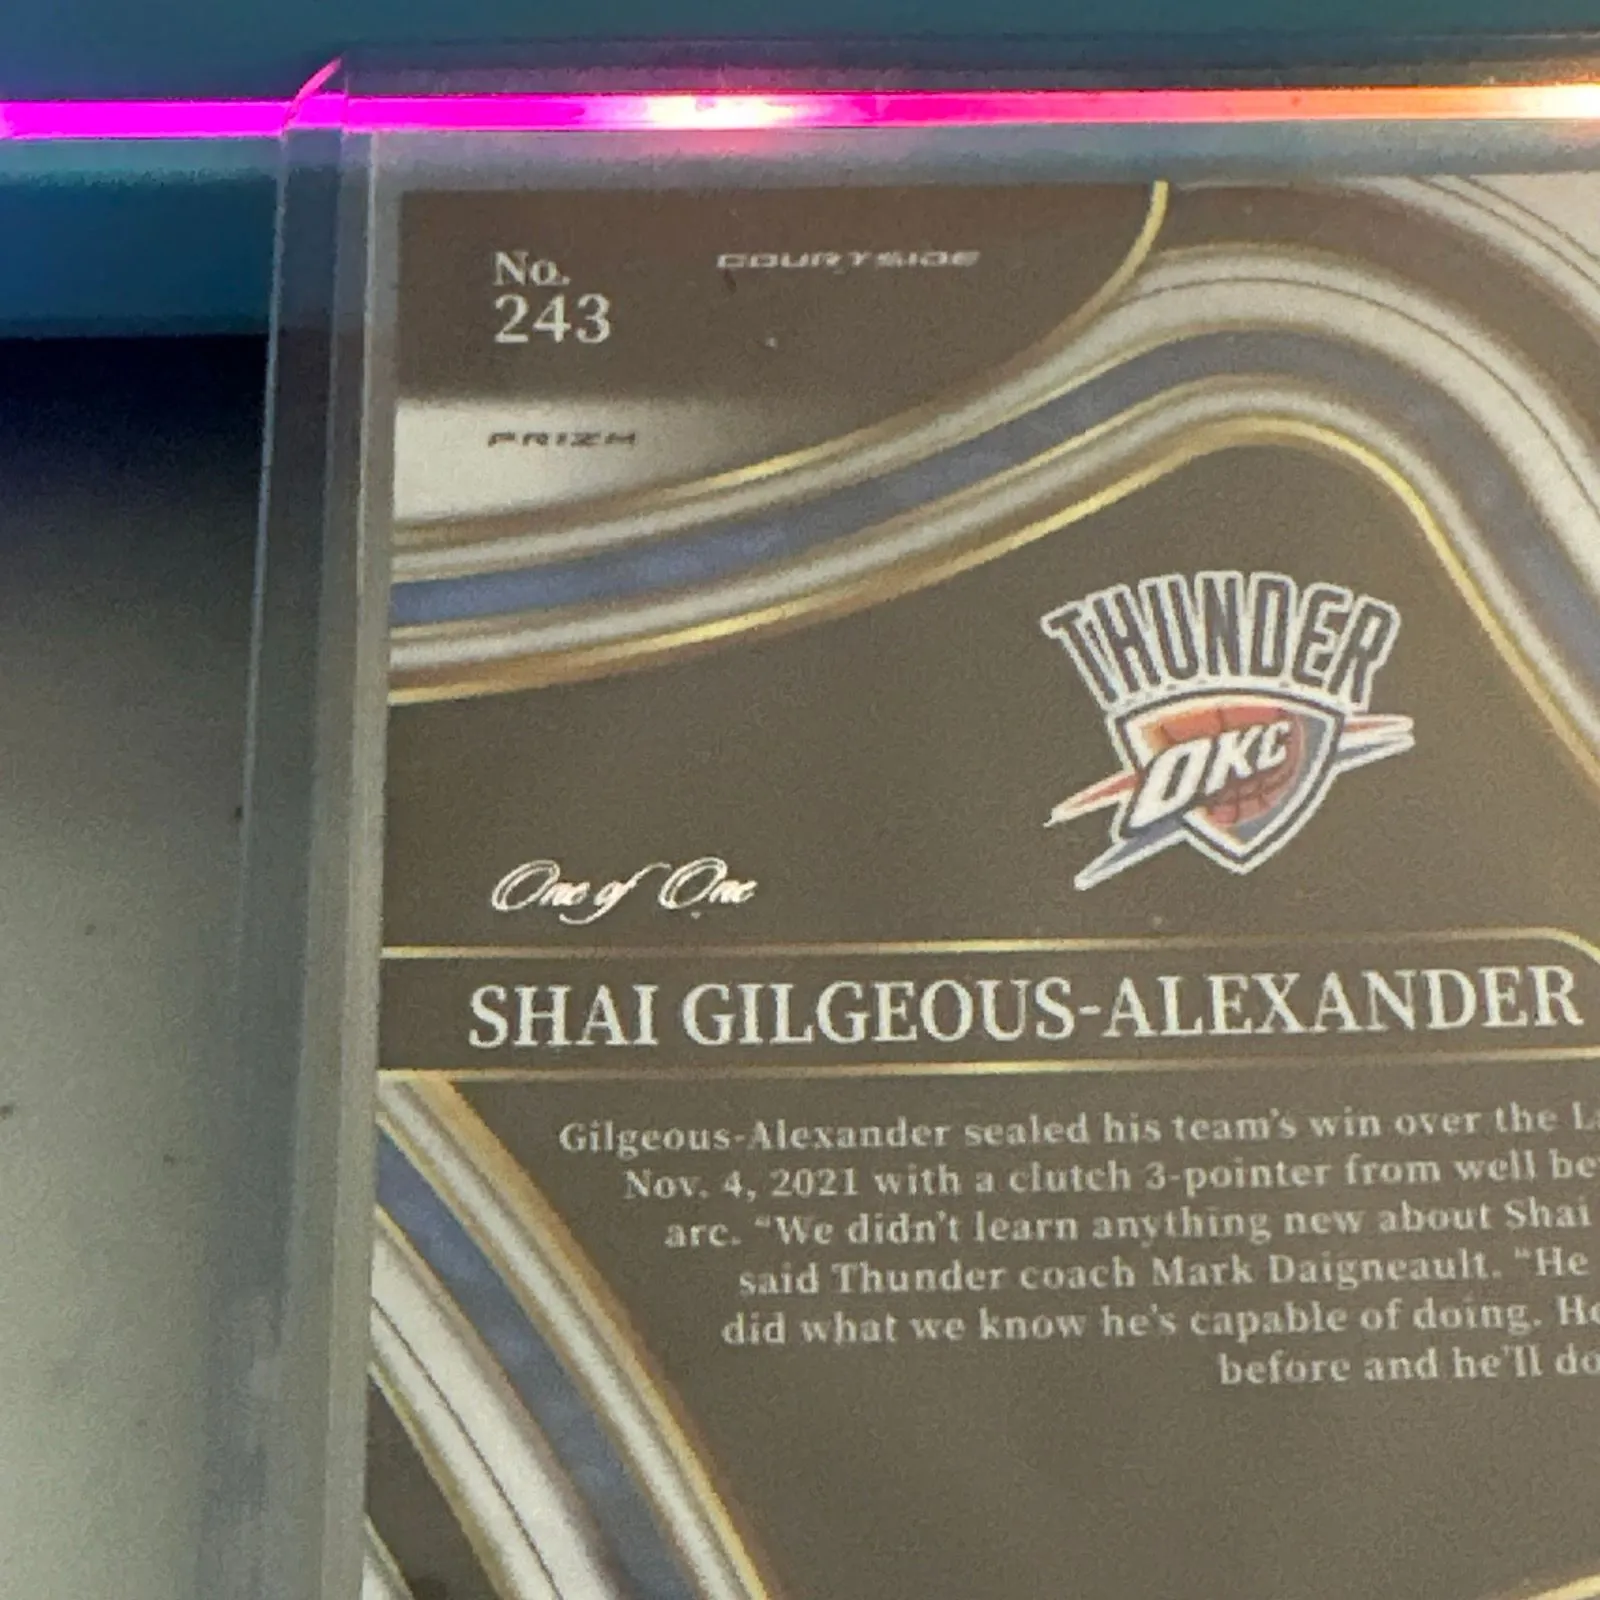 No.
243
COURTSIDE
PRIZM
THUNDER
OKC
One of One
SHAI GILGEOUS-ALEXANDER
Gilgeous-Alexander sealed his team's win over the
Nov. 4, 2021 with a clutch 3-pointer from well
arc. "We didn't learn anything new about Shai
said Thunder coach Mark Daigneault. "He
did what we know he's capable of doing.
before and he'll